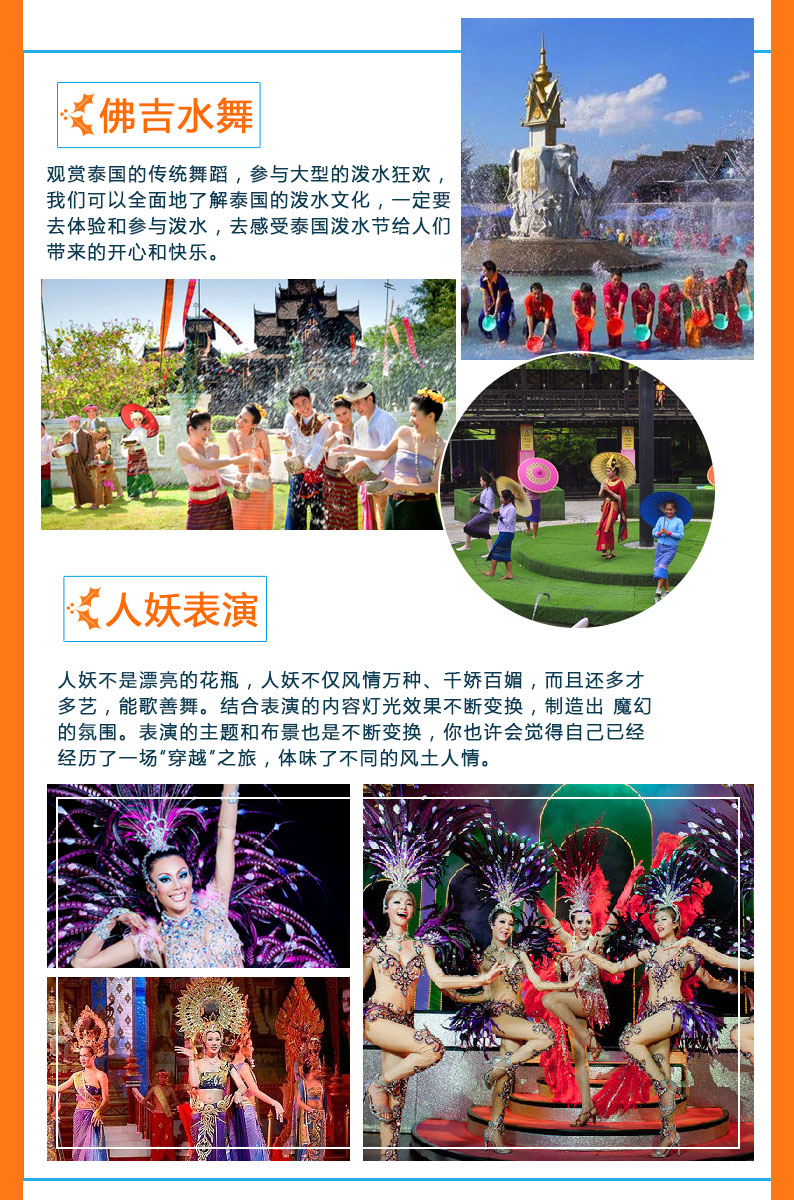 佛吉水舞
观赏泰国的传统舞蹈，参与大型的泼水狂欢，
我们可以全面地了解泰国的泼水文化，一定要
去体验和参与泼水，去感受泰国泼水节给人们
带来的开心和快乐。
人妖表演
人妖不是漂亮的花瓶，人妖不仅风情万种、千娇百媚，而且还多才
多艺，能歌善舞。结合表演的内容灯光效果不断变换，制造出 魔幻
的氛围。表演的主题和布景也是不断变换，你也许会觉得自己已经
经历了一场“穿越”之旅，体味了不同的风土人情。